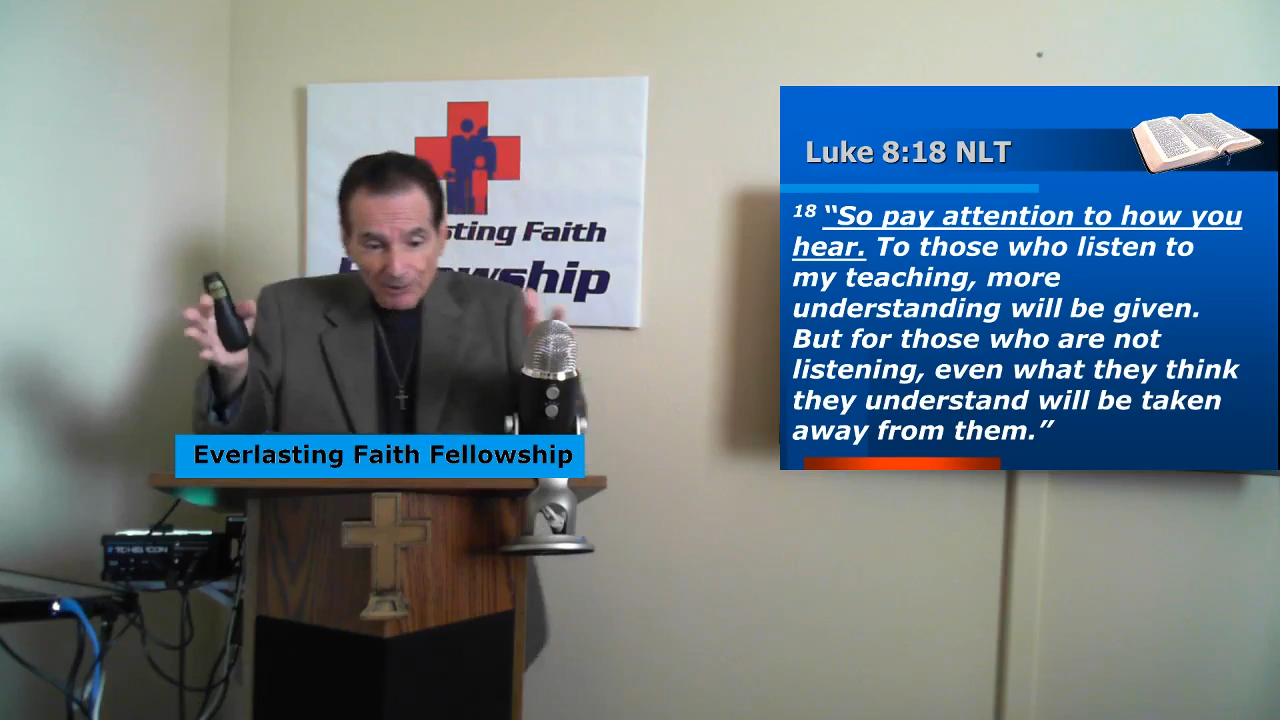 sting Faith
Luke 8:18 NLT
18 “So pay attention to how you
hear. To those who listen to
my teaching, more
understanding will be given.
But for those who are not
listening, even what they think
they understand will be taken
away from them.”
Everlasting Faith Fellowship